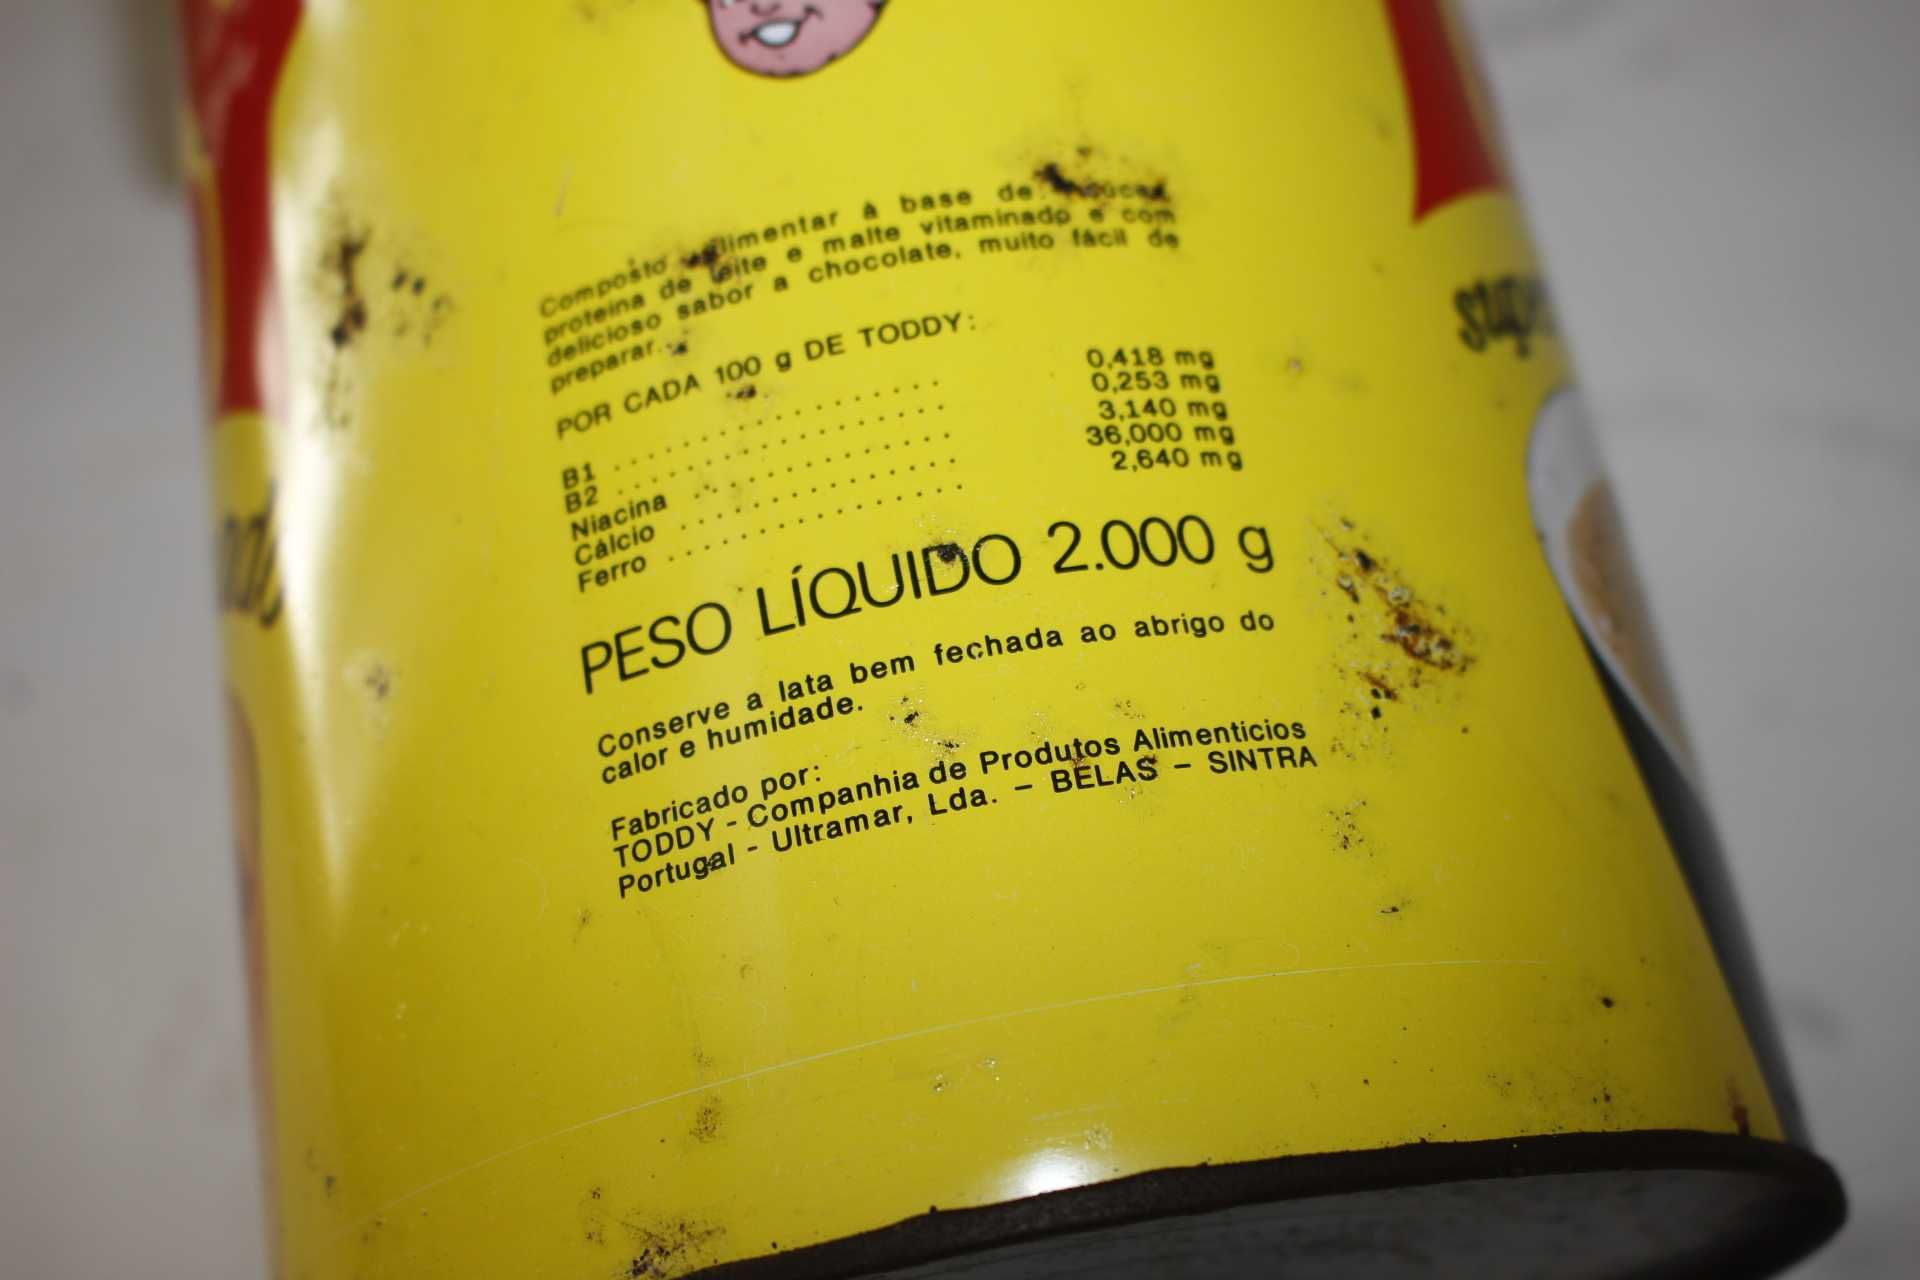 Composto alimentar à base de açúcar,
proteína de leite e malte vitaminado e com
delicioso sabor a chocolate, muito fácil de
preparar.
POR CADA 100 g DE TODDY:
B1 .............. 0,418 mg
B2 .............. 0,253 mg
Niacina ........... 3,140 mg
Cálcio ............ 36,000 mg
Ferro ............. 2,640 mg
PESO LÍQUIDO 2.000 g
Conserve a lata bem fechada ao abrigo do
calor e humidade.
Fabricado por:
TODDY - Companhia de Produtos Alimenticios
Portugal - Ultramar, Lda. – BELAS – SINTRA